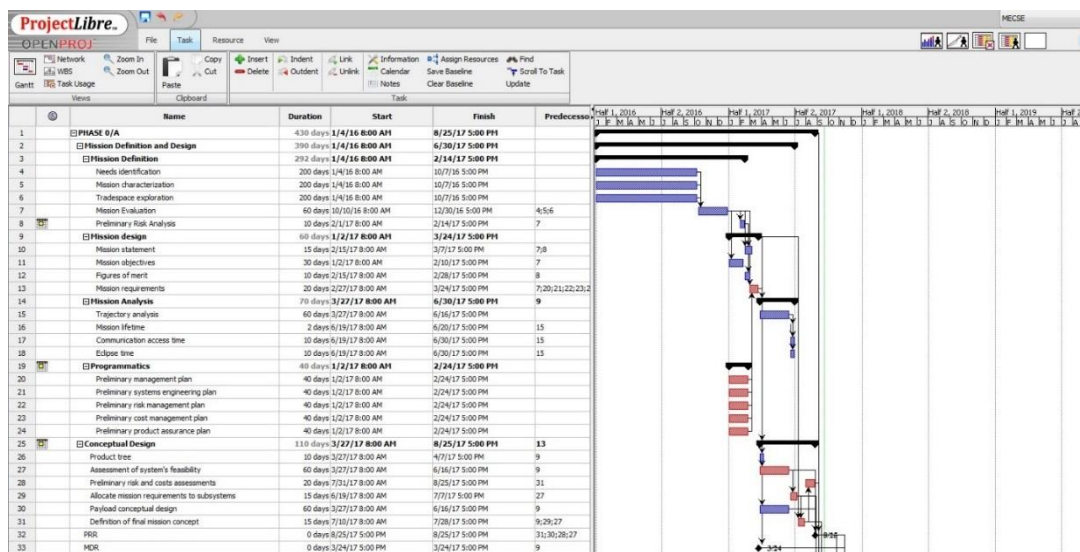 ProjectLibre
OPENPROJ
MECSE
File Task Resource View
Network Zoom In Copy Insert Indent Link Information Assign Resources Find
WBS Zoom Out Cut Delete Outdent Unlink Calendar Save Baseline Scroll To Task
Gantt Task Usage Paste Notes Clear Baseline Update
Views Clipboard Task
Name Duration Start Finish Predecesso Half 1, 2016 Half 2, 2016 Half 1, 2017 Half 2, 2017 Half 1, 2018 Half 2, 2018 Half 1, 2019 Half 2
J F M A M J J A S O N D J F M A M J J A S O N D J F M A M J J A S O N D J F M A M J J
1 PHASE 0/A 430 days 1/4/16 8:00 AM 8/25/17 5:00 PM
2 Mission Definition and Design 390 days 1/4/16 8:00 AM 6/30/17 5:00 PM
3 Mission Definition 292 days 1/4/16 8:00 AM 2/14/17 5:00 PM
4 Needs identification 200 days 1/4/16 8:00 AM 10/7/16 5:00 PM
5 Mission characterization 200 days 1/4/16 8:00 AM 10/7/16 5:00 PM
6 Tradespace exploration 200 days 1/4/16 8:00 AM 10/7/16 5:00 PM
7 Mission Evaluation 60 days 10/10/16 8:00 AM 12/30/16 5:00 PM 4;5;6
8 Preliminary Risk Analysis 10 days 2/1/17 8:00 AM 2/14/17 5:00 PM 7
9 Mission design 60 days 1/2/17 8:00 AM 3/24/17 5:00 PM
10 Mission statement 15 days 2/15/17 8:00 AM 3/7/17 5:00 PM 7;8
11 Mission objectives 30 days 1/2/17 8:00 AM 2/10/17 5:00 PM 7
12 Figures of merit 10 days 2/15/17 8:00 AM 2/28/17 5:00 PM 8
13 Mission requirements 20 days 2/27/17 8:00 AM 3/24/17 5:00 PM 7;20;21;22;23;2
14 Mission Analysis 70 days 3/27/17 8:00 AM 6/30/17 5:00 PM 9
15 Trajectory analysis 60 days 3/27/17 8:00 AM 6/16/17 5:00 PM
16 Mission lifetime 2 days 6/19/17 8:00 AM 6/20/17 5:00 PM 15
17 Communication access time 10 days 6/19/17 8:00 AM 6/30/17 5:00 PM 15
18 Eclipse time 10 days 6/19/17 8:00 AM 6/30/17 5:00 PM 15
19 Programmatics 40 days 1/2/17 8:00 AM 2/24/17 5:00 PM
20 Preliminary management plan 40 days 1/2/17 8:00 AM 2/24/17 5:00 PM
21 Preliminary systems engineering plan 40 days 1/2/17 8:00 AM 2/24/17 5:00 PM
22 Preliminary risk management plan 40 days 1/2/17 8:00 AM 2/24/17 5:00 PM
23 Preliminary cost management plan 40 days 1/2/17 8:00 AM 2/24/17 5:00 PM
24 Preliminary product assurance plan 40 days 1/2/17 8:00 AM 2/24/17 5:00 PM
25 Conceptual Design 110 days 3/27/17 8:00 AM 8/25/17 5:00 PM 13
26 Product tree 10 days 3/27/17 8:00 AM 4/7/17 5:00 PM 9
27 Assessment of system's feasibility 60 days 3/27/17 8:00 AM 6/16/17 5:00 PM 9
28 Preliminary risk and costs assessments 20 days 7/31/17 8:00 AM 8/25/17 5:00 PM 31
29 Allocate mission requirements to subsystems 15 days 6/19/17 8:00 AM 7/7/17 5:00 PM 27
30 Payload conceptual design 60 days 3/27/17 8:00 AM 6/16/17 5:00 PM 9
31 Definition of final mission concept 15 days 7/10/17 8:00 AM 7/28/17 5:00 PM 9;29;27
32 PRR 0 days 8/25/17 5:00 PM 8/25/17 5:00 PM 31;30;28;27
33 MDR 0 days 3/24/17 5:00 PM 3/24/17 5:00 PM 9 3/24